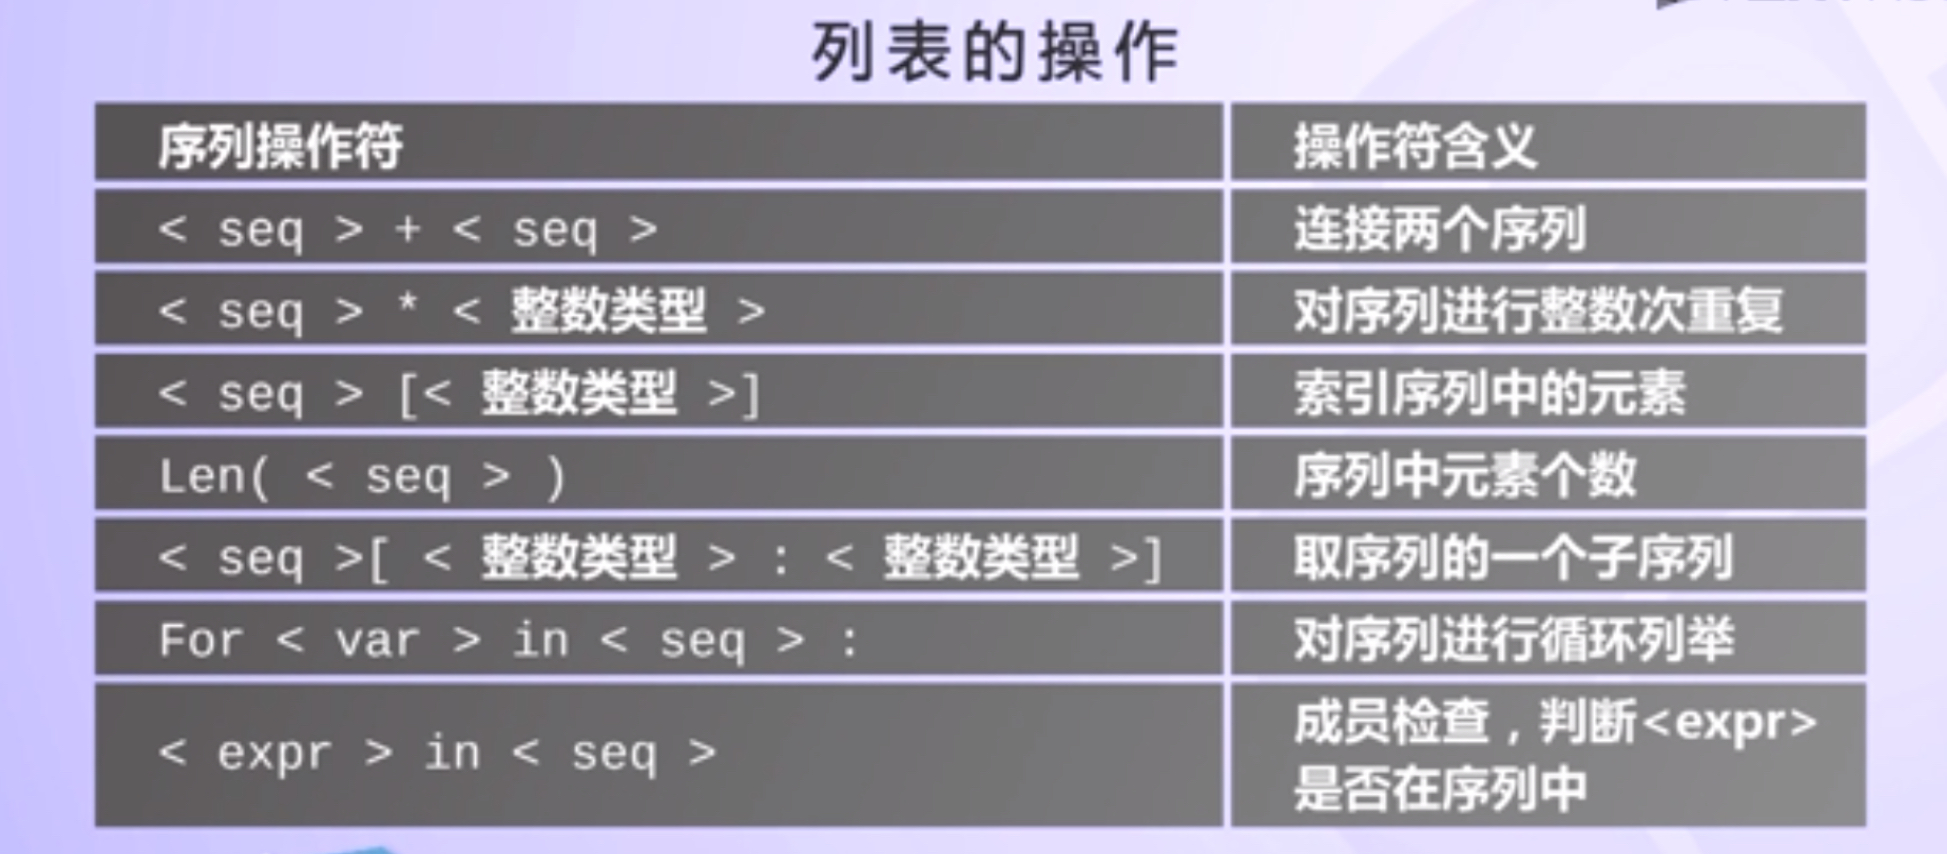 列表的操作
序列操作符 操作符含义
< seq > + < seq > 连接两个序列
< seq > * < 整数类型 > 对序列进行整数次重复
< seq > [< 整数类型 >] 索引序列中的元素
Len( < seq > ) 序列中元素个数
< seq >[ < 整数类型 > : < 整数类型 >] 取序列的一个子序列
For < var > in < seq > : 对序列进行循环列举
< expr > in < seq > 成员检查，判断<expr>
是否在序列中